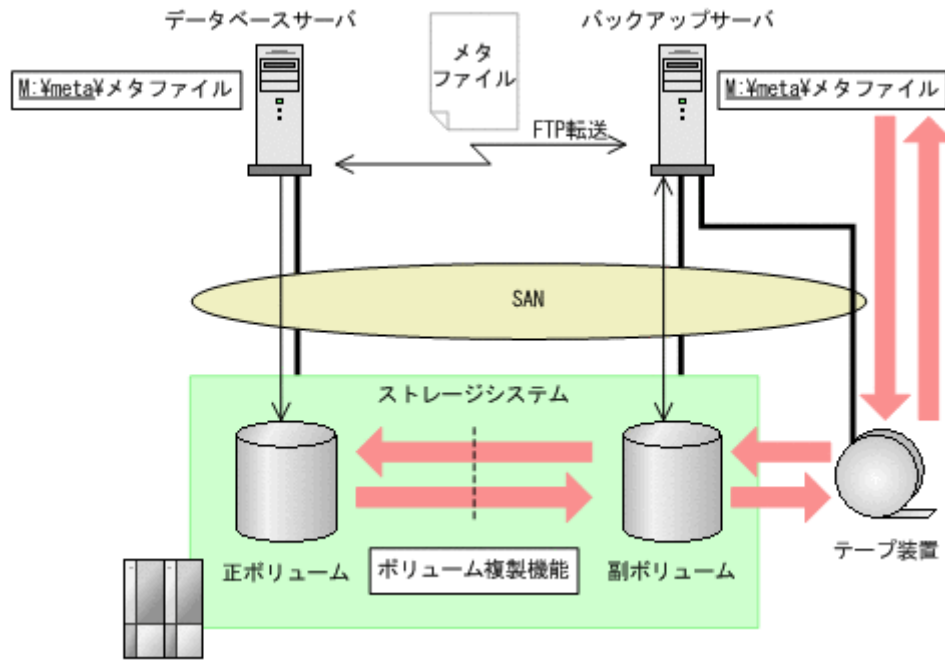 データベースサーバ
バックアップサーバ
メタ
ファイル
M:¥meta¥メタファイル
M:¥meta¥メタファイル
FTP転送
SAN
ストレージシステム
正ボリューム
ボリューム複製機能
副ボリューム
テープ装置